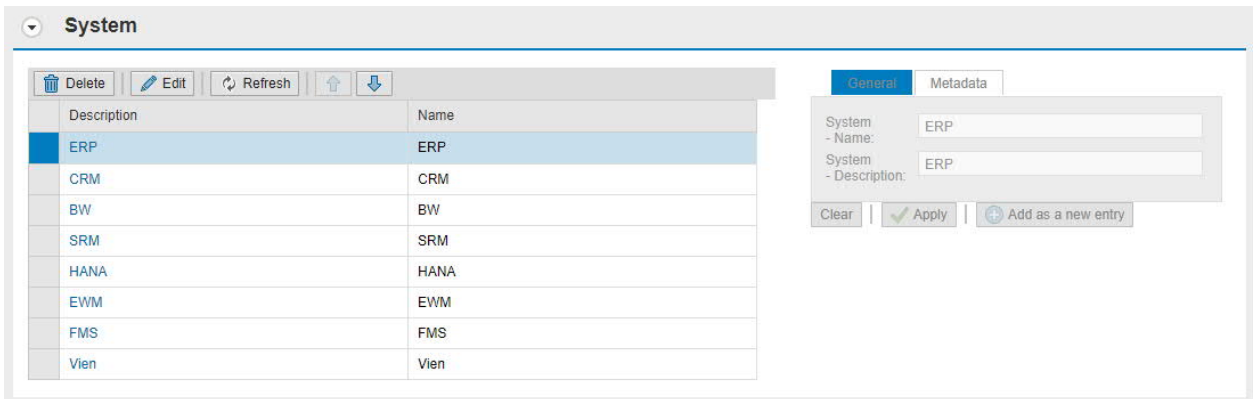 System
Delete Edit Refresh
Description Name
ERP ERP
CRM CRM
BW BW
SRM SRM
HANA HANA
EWM EWM
FMS FMS
Vien Vien
General Metadata
System
- Name:
ERP
System
- Description:
ERP
Clear Apply Add as a new entry